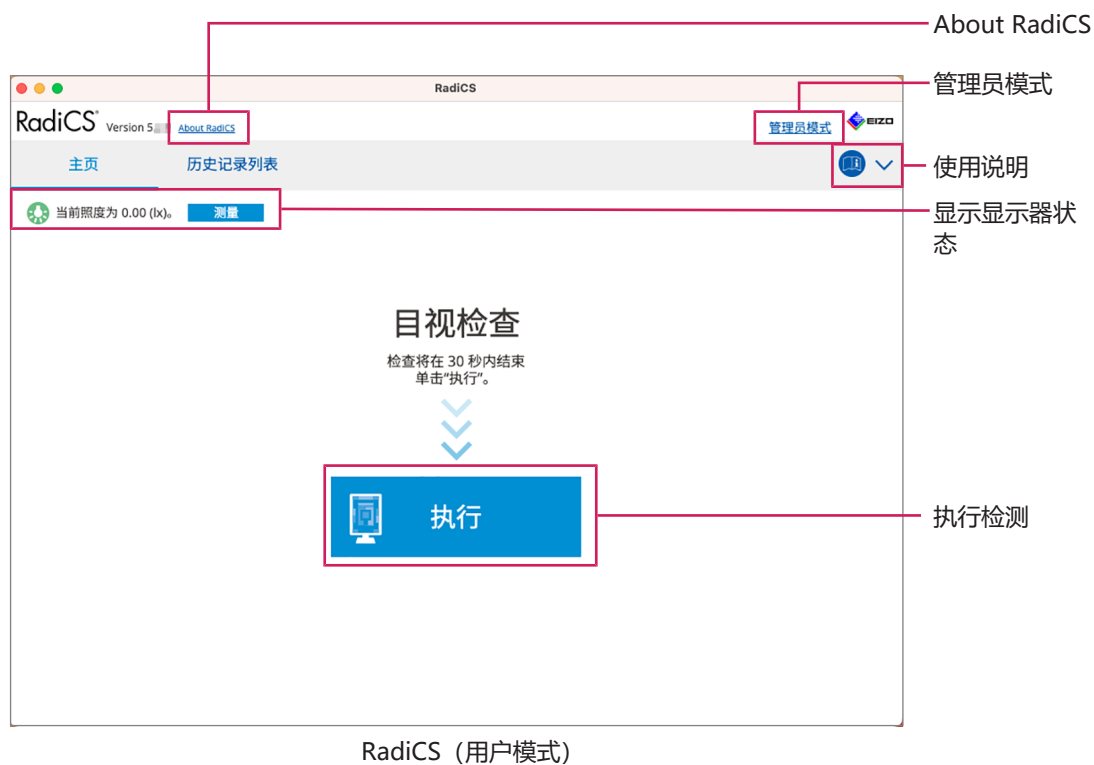 About RadiCS
RadiCS
管理员模式
RadiCS® Version 5. About RadiCS
管理员模式 EIZO
主页 历史记录列表
使用说明
当前照度为 0.00 (lx)。 测量
显示显示器状
态
目视检查
检查将在 30 秒内结束
单击“执行”。
执行
执行检测
RadiCS（用户模式）